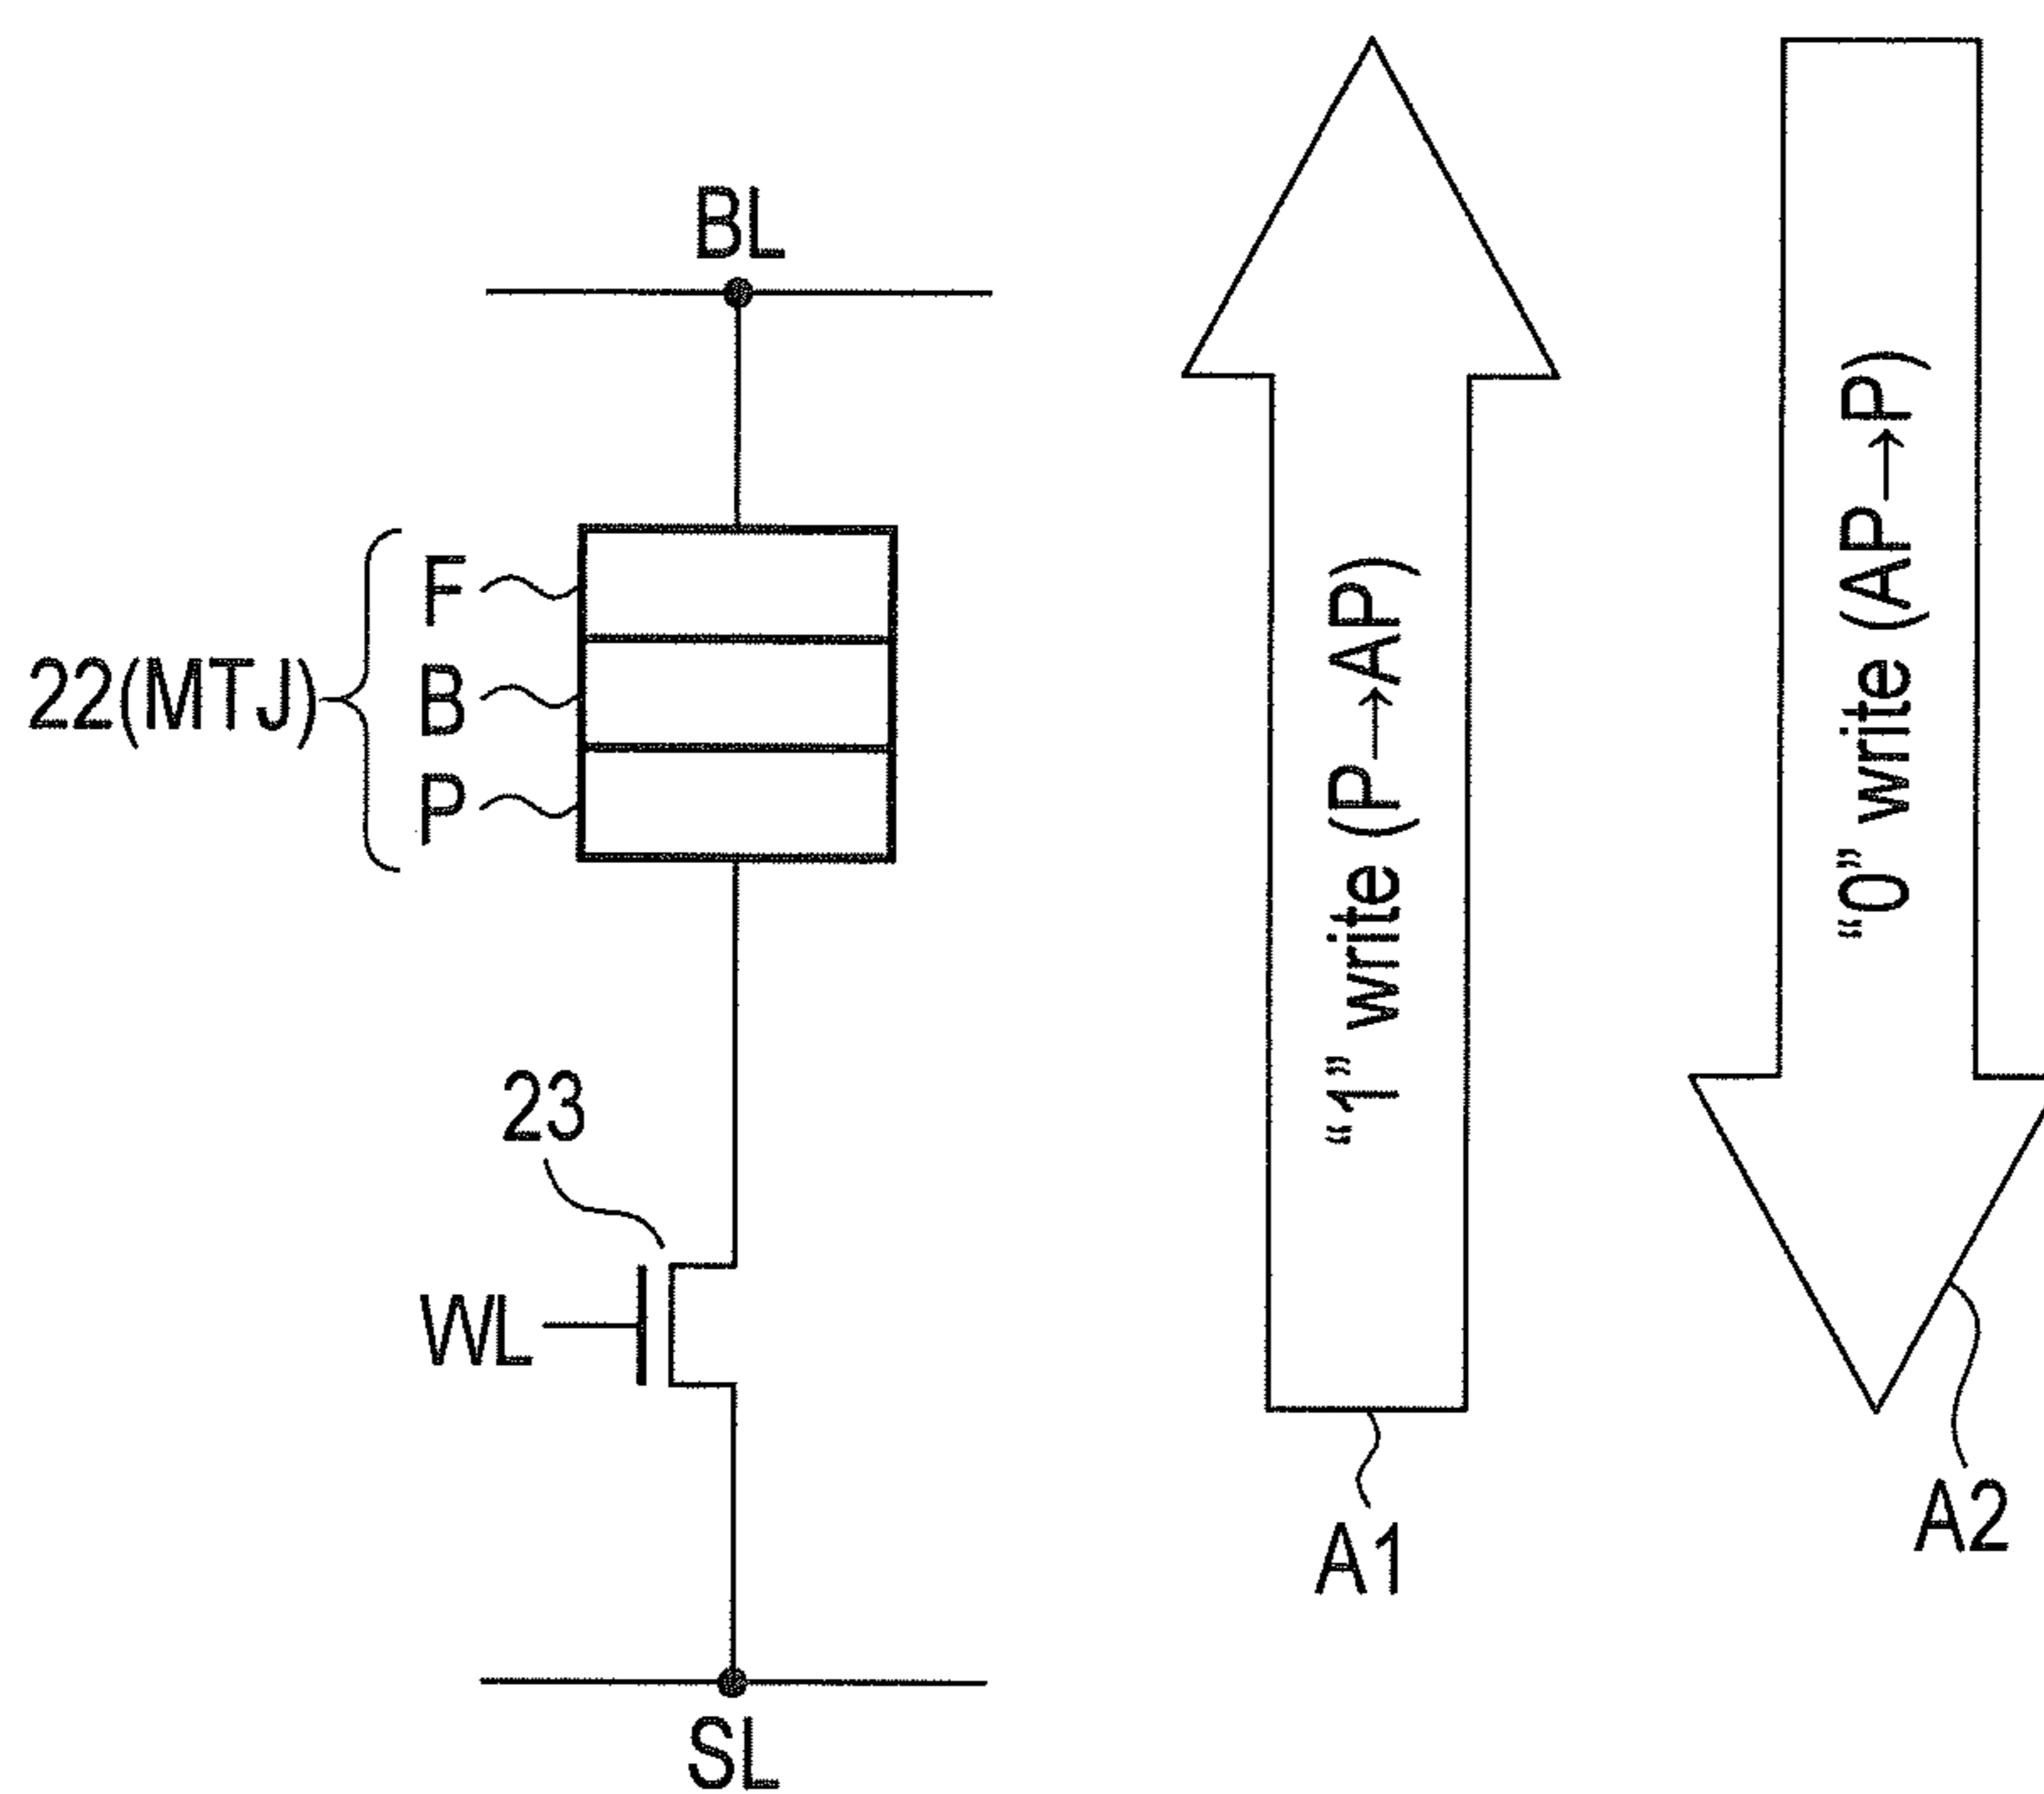 BL
F
22(MTJ)
B
P
23
WL
SL
“1” write (P→AP)
A1
“0” write (AP→P)
A2